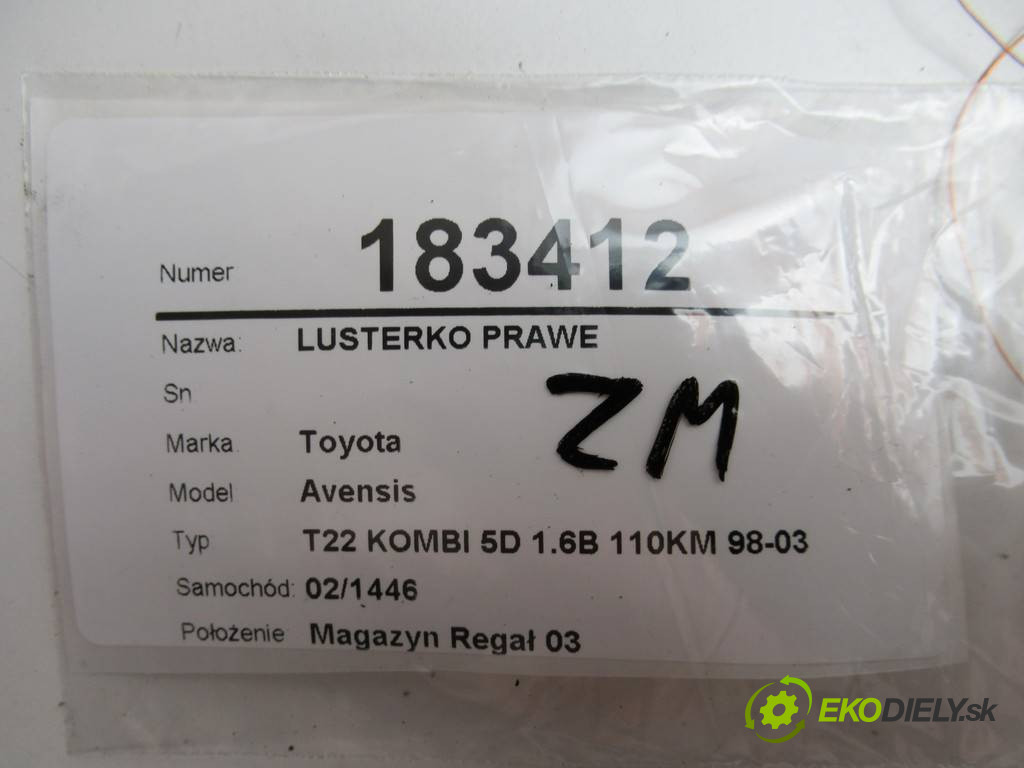 Numer 183412
Nazwa: LUSTERKO PRAWE
Sn
ZM
Marka Toyota
Model Avensis
Typ T22 KOMBI 5D 1.6B 110KM 98-03
Samochód: 02/1446
Położenie Magazyn Regał 03
EKODIELY.sk